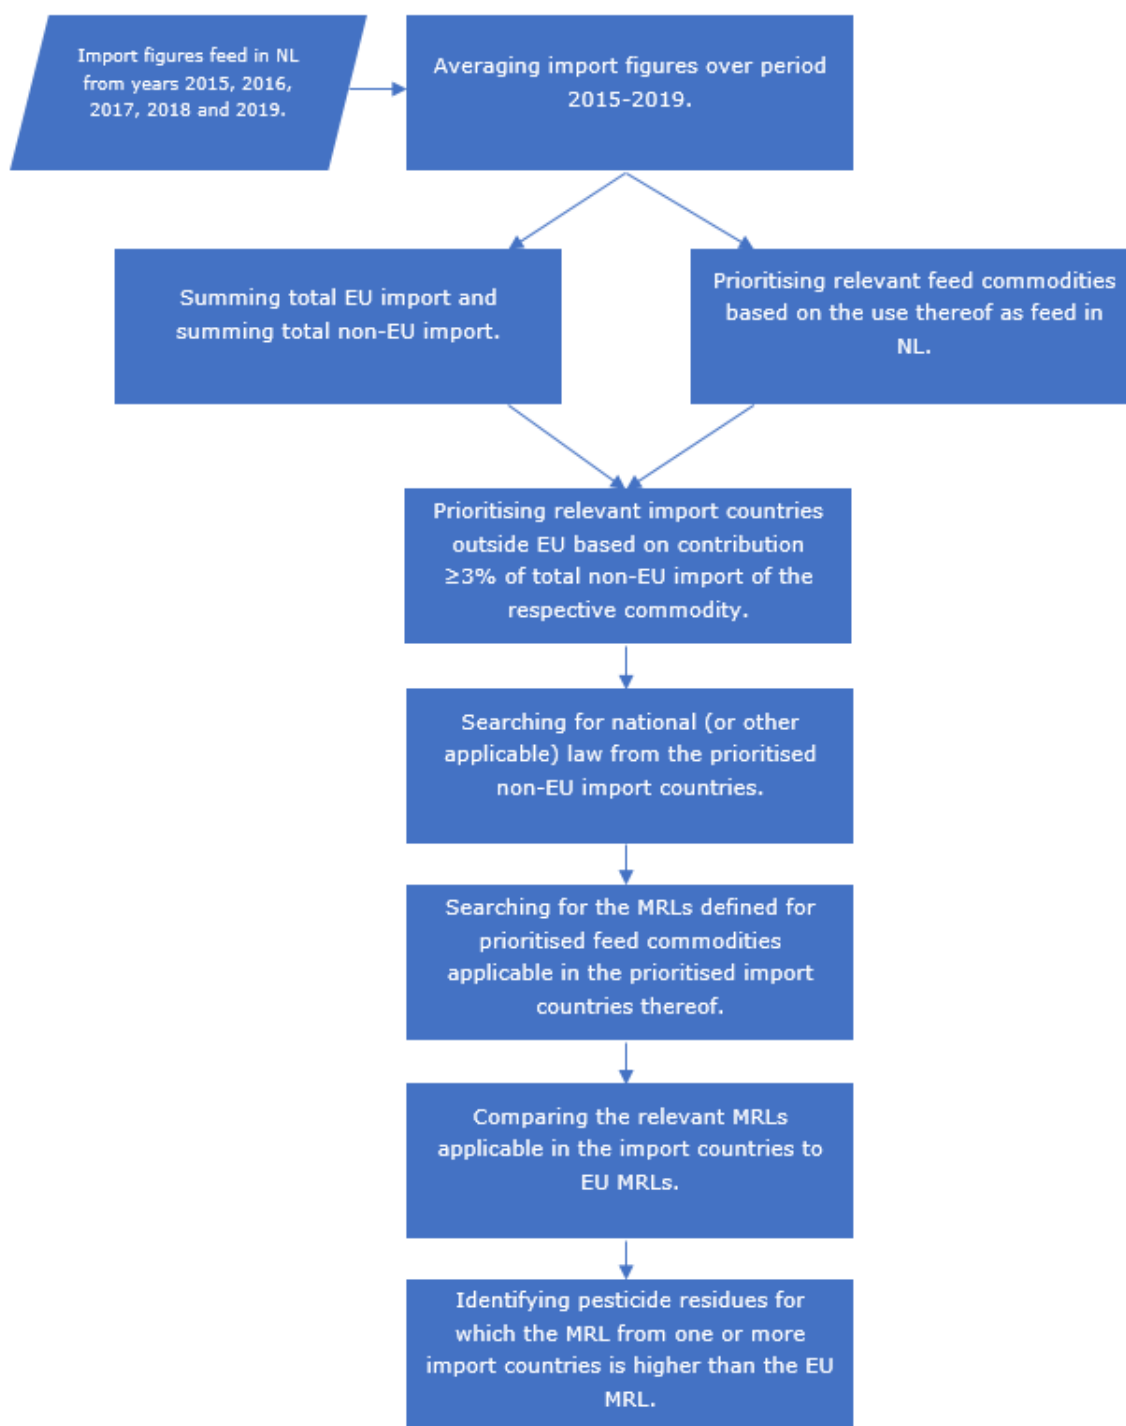 Import figures feed in NL
from years 2015, 2016,
2017, 2018 and 2019.
Averaging import figures over period
2015-2019.
Summing total EU import and
summing total non-EU import.
Prioritising relevant feed commodities
based on the use thereof as feed in
NL.
Prioritising relevant import countries
outside EU based on contribution
≥3% of total non-EU import of the
respective commodity.
Searching for national (or other
applicable) law from the prioritised
non-EU import countries.
Searching for the MRLs defined for
prioritised feed commodities
applicable in the prioritised import
countries thereof.
Comparing the relevant MRLs
applicable in the import countries to
EU MRLs.
Identifying pesticide residues for
which the MRL from one or more
import countries is higher than the EU
MRL.